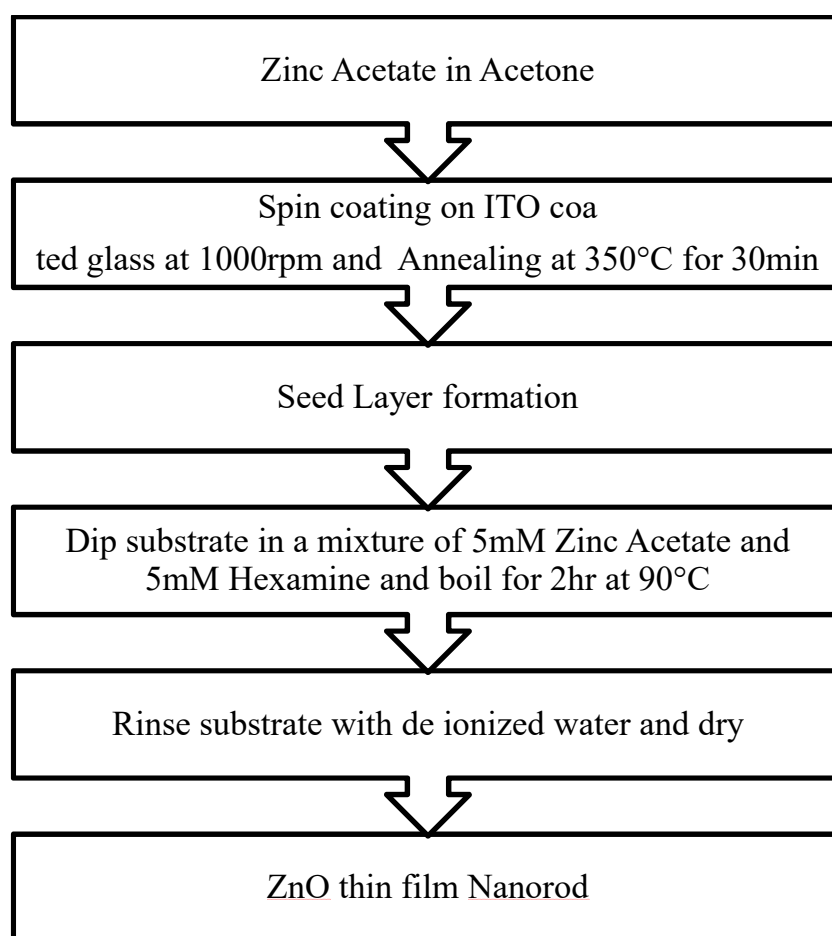 Zinc Acetate in Acetone
Spin coating on ITO coa
ted glass at 1000rpm and  Annealing at 350°C for 30min
Seed Layer formation
Dip substrate in a mixture of 5mM Zinc Acetate and
5mM Hexamine and boil for 2hr at 90°C
Rinse substrate with de ionized water and dry
ZnO thin film Nanorod